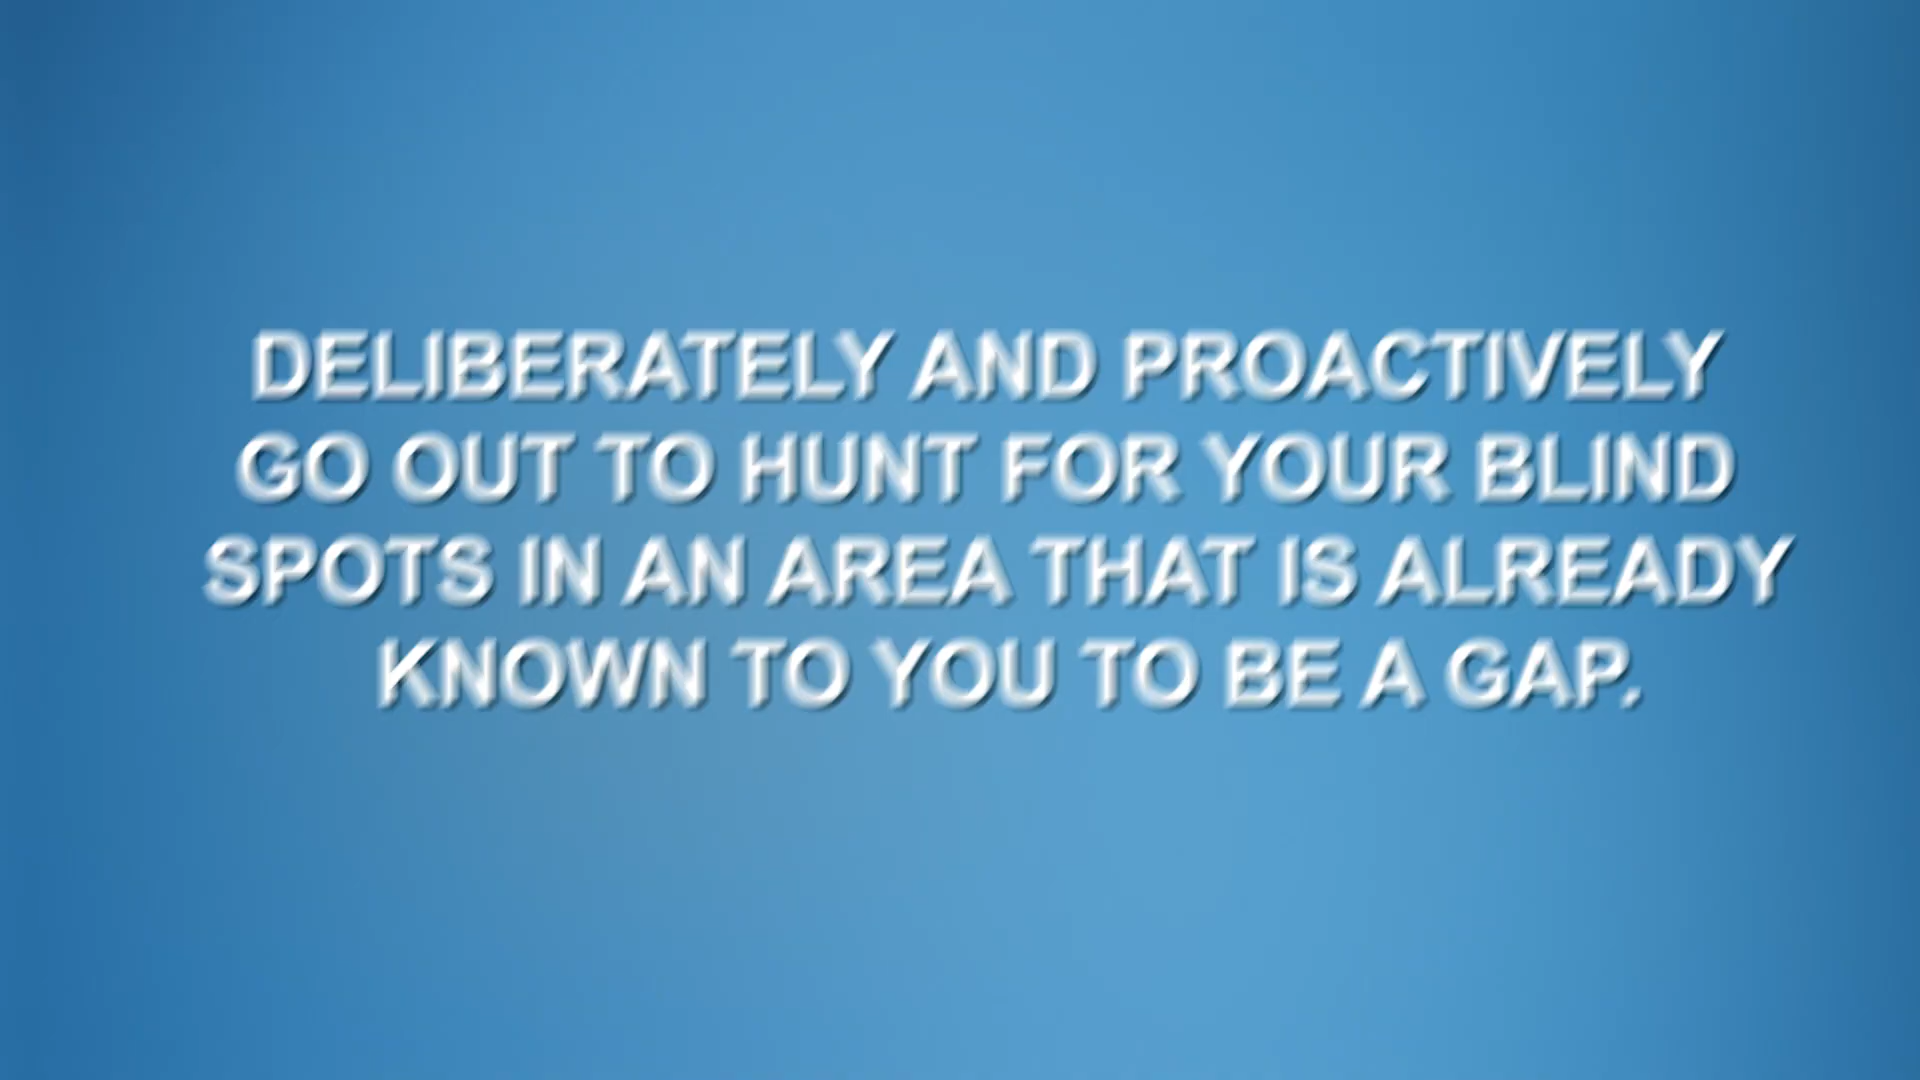 DELIBERATELY AND PROACTIVELY
GO OUT TO HUNT FOR YOUR BLIND
SPOTS IN AN AREA THAT IS ALREADY
KNOWN TO YOU TO BE A GAP.